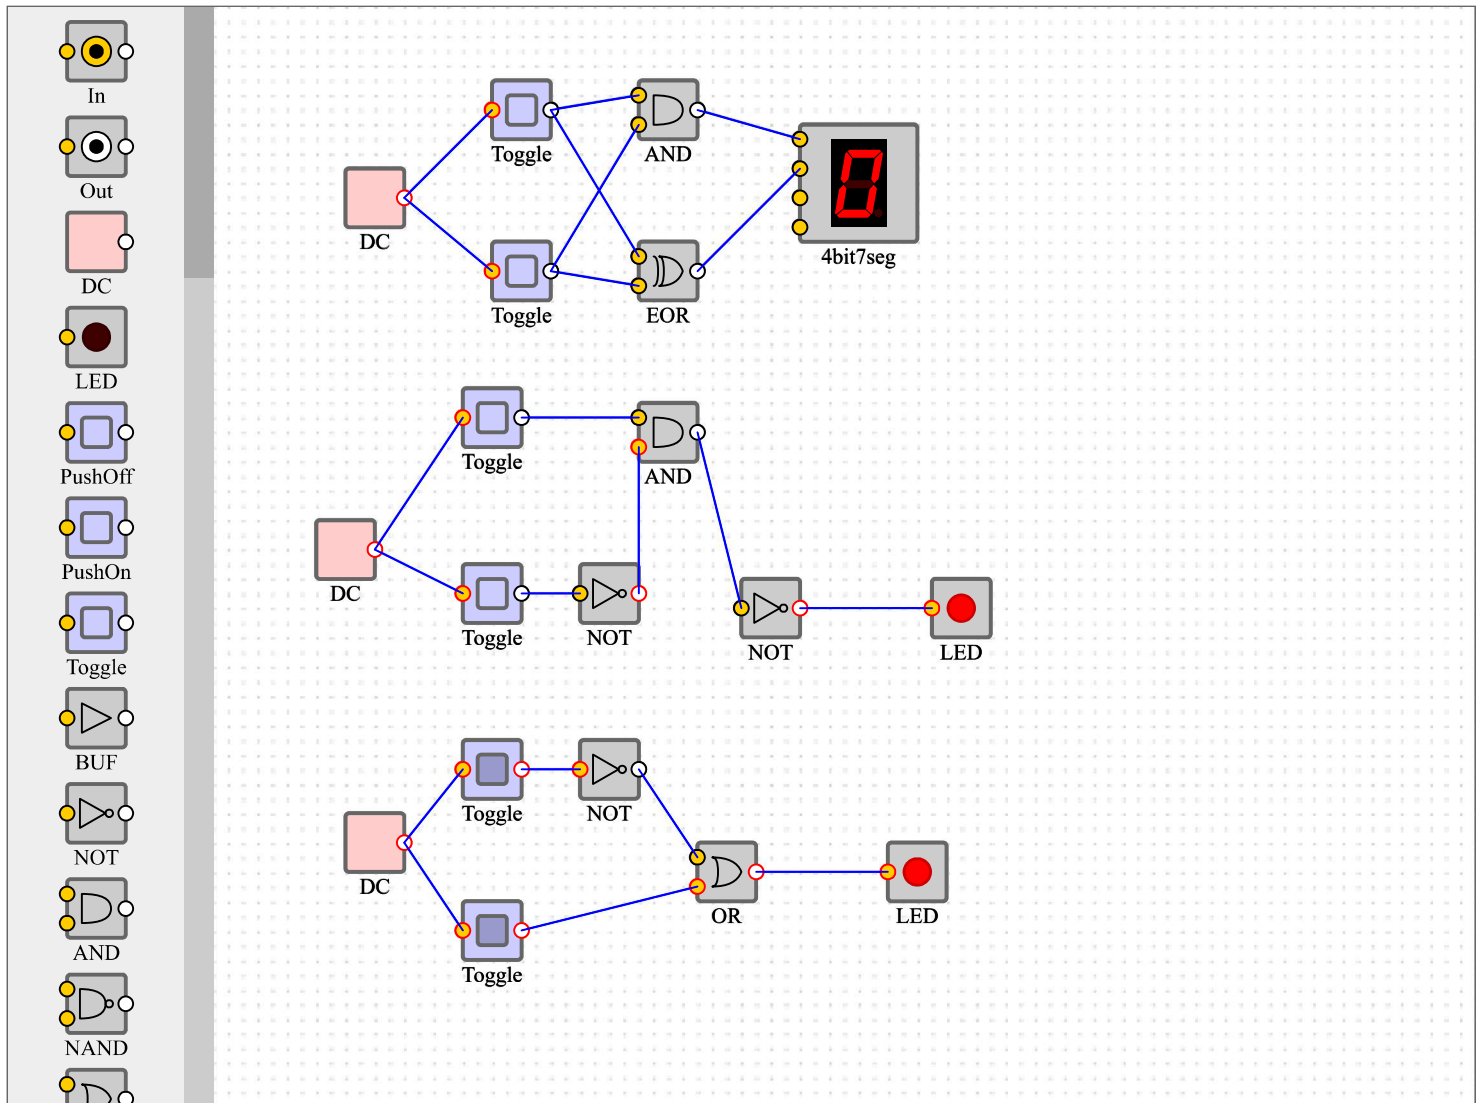 In
Out
DC
LED
PushOff
PushOn
Toggle
BUF
NOT
AND
NAND
Toggle
AND
DC
4bit7seg
Toggle
EOR
Toggle
AND
DC
Toggle
NOT
NOT
LED
Toggle
NOT
DC
OR
LED
Toggle